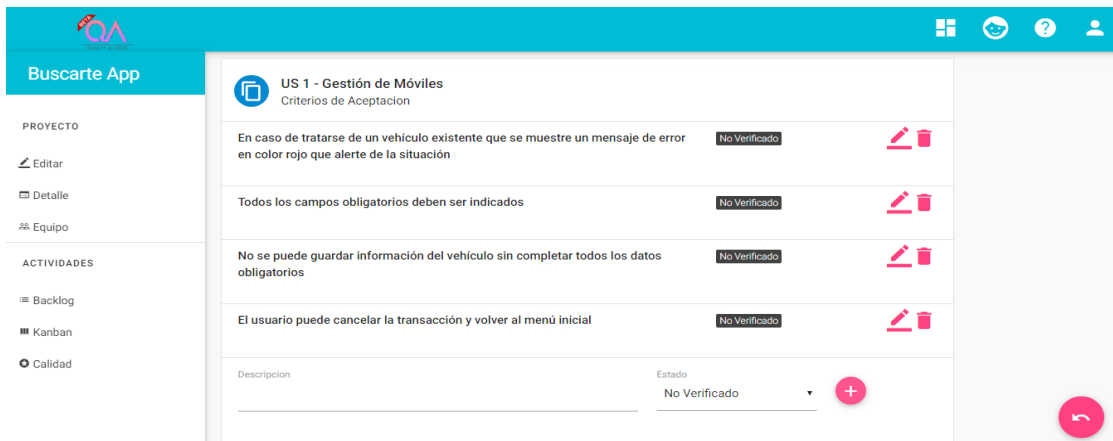 BETA
QA
Buscarte App
PROYECTO
Editar
Detalle
Equipo
ACTIVIDADES
Backlog
Kanban
Calidad
US 1 - Gestión de Móviles
Criterios de Aceptacion
En caso de tratarse de un vehículo existente que se muestre un mensaje de error
en color rojo que alerte de la situación
No Verificado
Todos los campos obligatorios deben ser indicados
No Verificado
No se puede guardar información del vehículo sin completar todos los datos
obligatorios
No Verificado
El usuario puede cancelar la transacción y volver al menú inicial
No Verificado
Descripcion
Estado
No Verificado